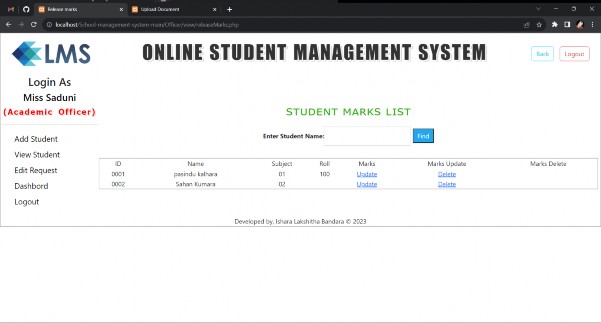 Release marks
Upload Document
localhost/School-management-system-main/Officer/view/releaseMarks.php
LMS
ONLINE STUDENT MANAGEMENT SYSTEM
Back
Logout
Login As
Miss Saduni
(Academic Officer)
Add Student
View Student
Edit Request
Dashbord
Logout
STUDENT MARKS LIST
Enter Student Name:
Find
ID Name Subject Roll Marks Marks Update Marks Delete
0001 pasindu kalhara 01 100 Update Delete
0002 Sahan Kumara 02 Update Delete
Developed by. Ishara Lakshitha Bandara © 2023